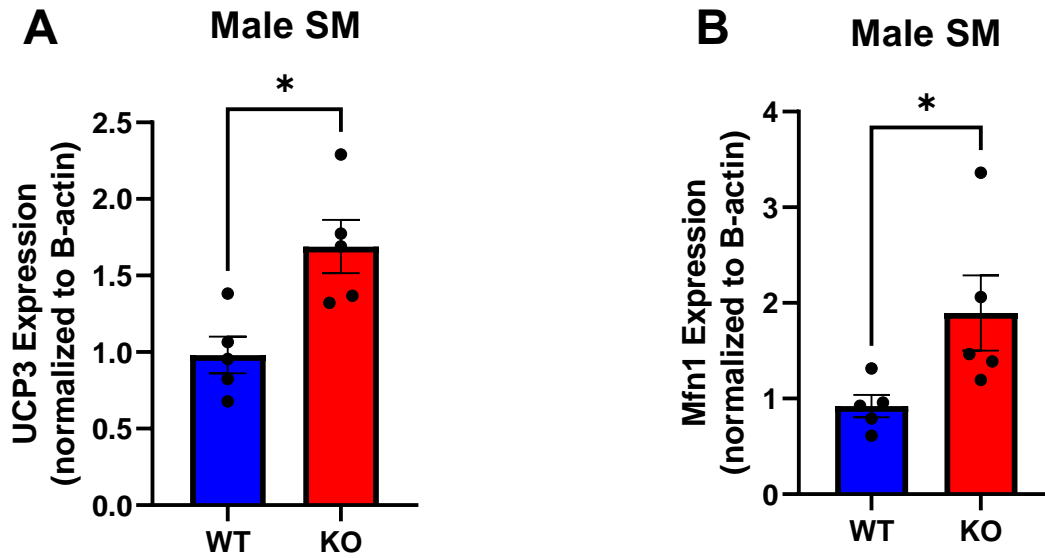 A
Male SM
*
UCP3 Expression
(normalized to B-actin)
2.5
2.0
1.5
1.0
0.5
0.0
WT
KO
B
Male SM
*
Mfn1 Expression
(normalized to B-actin)
4
3
2
1
0
WT
KO